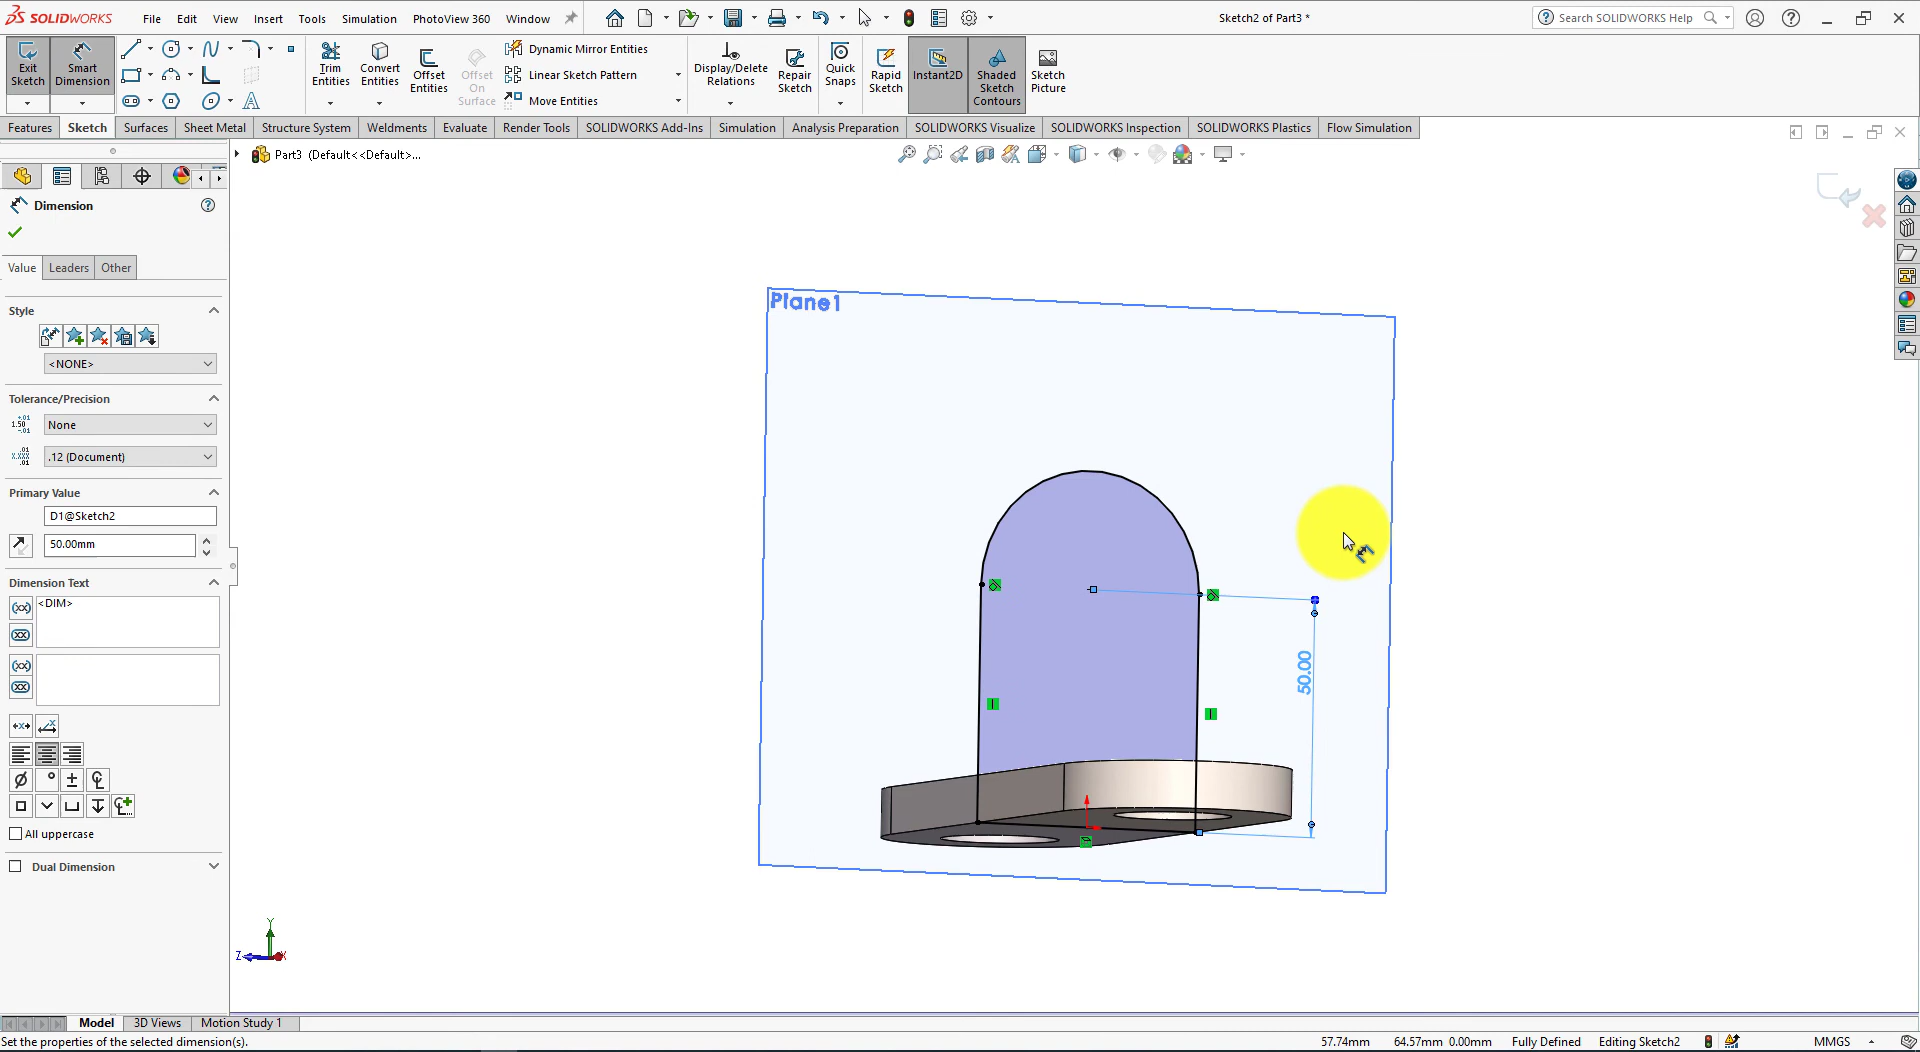 SOLIDWORKS File Edit View Insert Tools Simulation PhotoView 360 Window Sketch2 of Part3 * Search SOLIDWORKS Help
Exit Sketch
Smart Dimension
Trim Entities
Convert Entities
Offset Entities
Offset On Surface
Dynamic Mirror Entities
Linear Sketch Pattern
Move Entities
Display/Delete Relations
Repair Sketch
Quick Snaps
Rapid Sketch
Instant2D
Shaded Sketch Contours
Sketch Picture
Features Sketch Surfaces Sheet Metal Structure System Weldments Evaluate Render Tools SOLIDWORKS Add-Ins Simulation Analysis Preparation SOLIDWORKS Visualize SOLIDWORKS Inspection SOLIDWORKS Plastics Flow Simulation
Part3 (Default<<Default>...
Dimension
Value Leaders Other
Style
<NONE>
Tolerance/Precision
None
.12 (Document)
Primary Value
D1@Sketch2
50.00mm
Dimension Text
<DIM>
All uppercase
Dual Dimension
Plane1
50.00
Y
Z
X
Model 3D Views Motion Study 1
Set the properties of the selected dimension(s). 57.74mm 64.57mm 0.00mm Fully Defined Editing Sketch2 MMGS